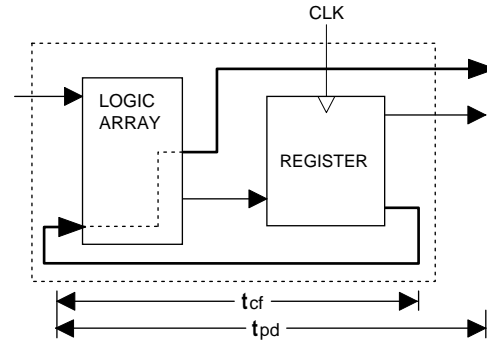 CLK
LOGIC
ARRAY
REGISTER
tcf
tpd